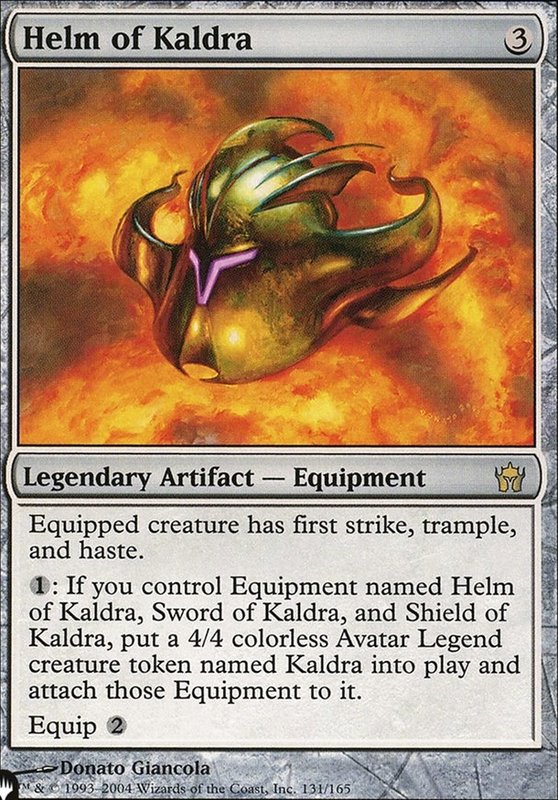 Helm of Kaldra 3
Legendary Artifact — Equipment
Equipped creature has first strike, trample,
and haste.
1: If you control Equipment named Helm
of Kaldra, Sword of Kaldra, and Shield of
Kaldra, put a 4/4 colorless Avatar Legend
creature token named Kaldra into play and
attach those Equipment to it.
Equip 2
Donato Giancola
™ & © 1993–2004 Wizards of the Coast, Inc. 131/165